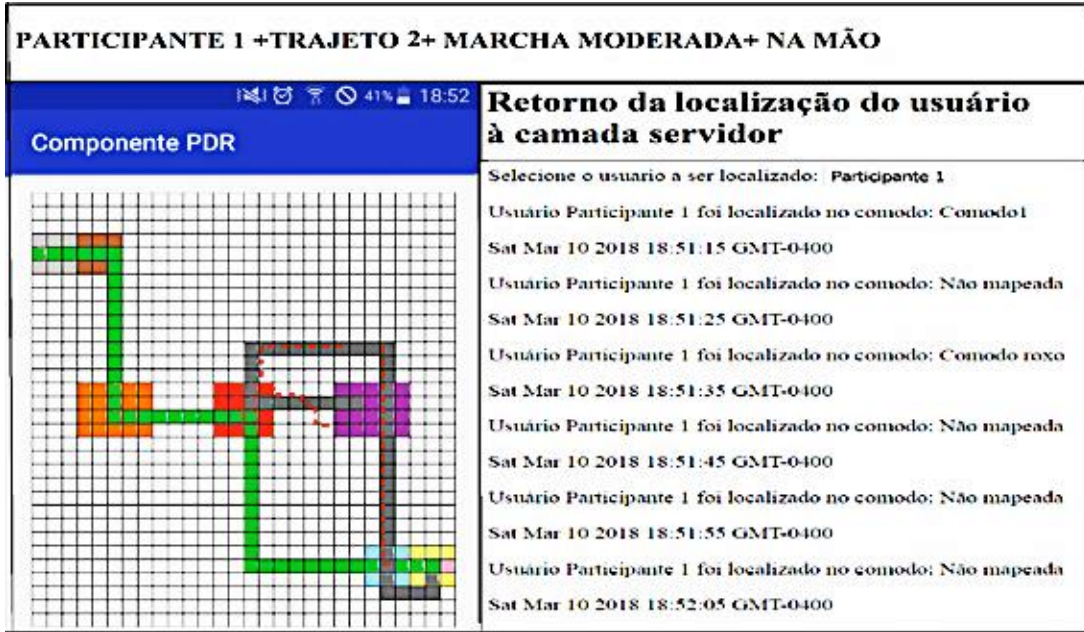 PARTICIPANTE 1 +TRAJETO 2+ MARCHA MODERADA+ NA MÃO
41% 18:52
Componente PDR
Retorno da localização do usuário
à camada servidor
Selecione o usuario a ser localizado: Participante 1
Usuário Participante 1 foi localizado no comodo: Comodo1
Sat Mar 10 2018 18:51:15 GMT-0400
Usuário Participante 1 foi localizado no comodo: Não mapeada
Sat Mar 10 2018 18:51:25 GMT-0400
Usuário Participante 1 foi localizado no comodo: Comodo roxo
Sat Mar 10 2018 18:51:35 GMT-0400
Usuário Participante 1 foi localizado no comodo: Não mapeada
Sat Mar 10 2018 18:51:45 GMT-0400
Usuário Participante 1 foi localizado no comodo: Não mapeada
Sat Mar 10 2018 18:51:55 GMT-0400
Usuário Participante 1 foi localizado no comodo: Não mapeada
Sat Mar 10 2018 18:52:05 GMT-0400